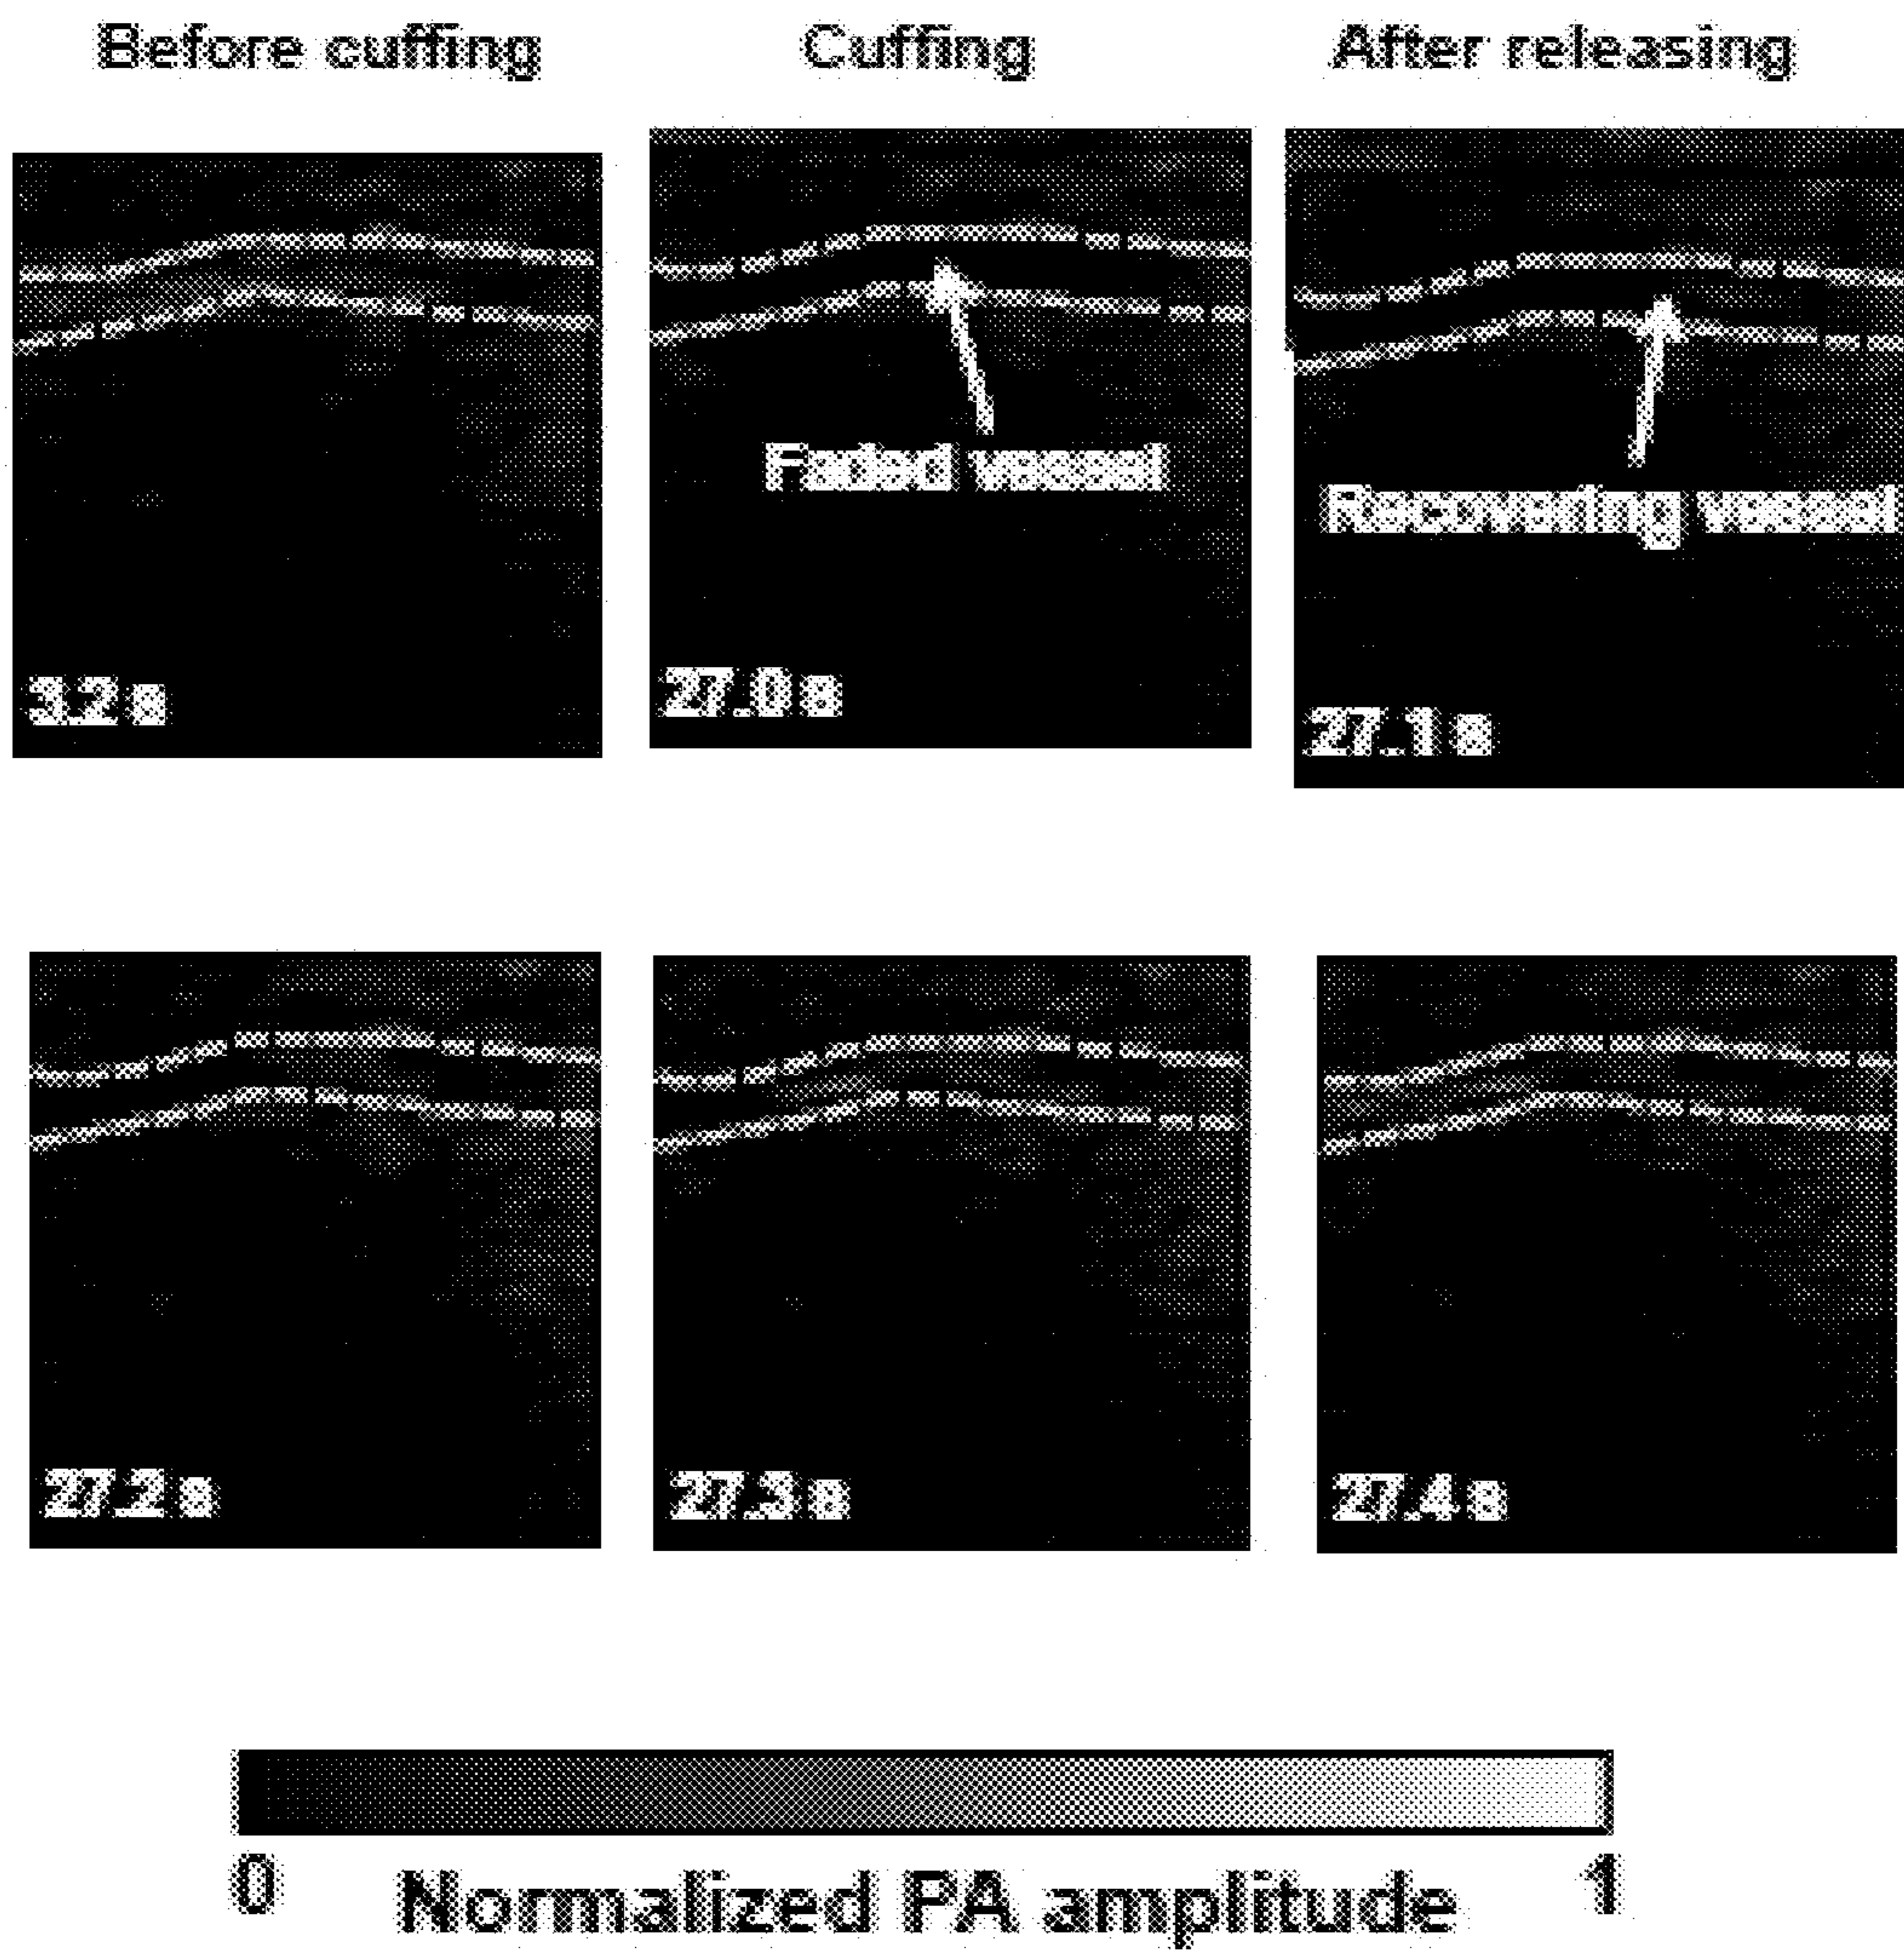 Before cuffing
Cuffing
After releasing
Faded vessel
Recovering vessel
3.2 s
27.0 s
27.1 s
27.2 s
27.3 s
27.4 s
0
Normalized PA amplitude
1